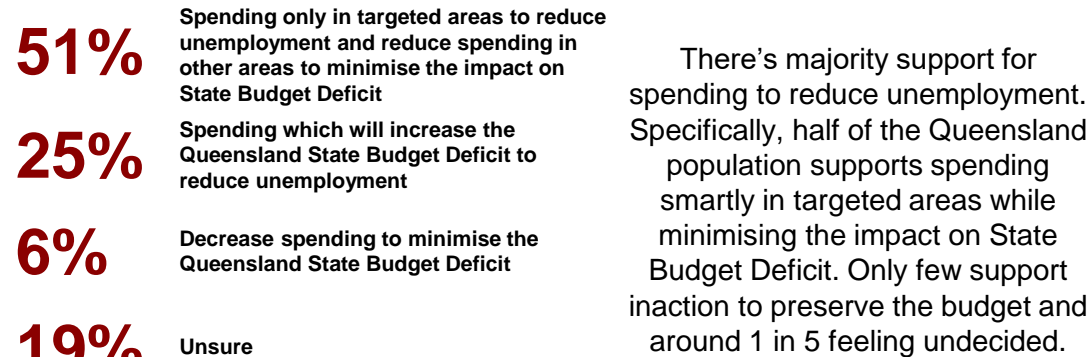 51%
Spending only in targeted areas to reduce
unemployment and reduce spending in
other areas to minimise the impact on
State Budget Deficit
25%
Spending which will increase the
Queensland State Budget Deficit to
reduce unemployment
6%
Decrease spending to minimise the
Queensland State Budget Deficit
19%
Unsure
There’s majority support for
spending to reduce unemployment.
Specifically, half of the Queensland
population supports spending
smartly in targeted areas while
minimising the impact on State
Budget Deficit. Only few support
inaction to preserve the budget and
around 1 in 5 feeling undecided.